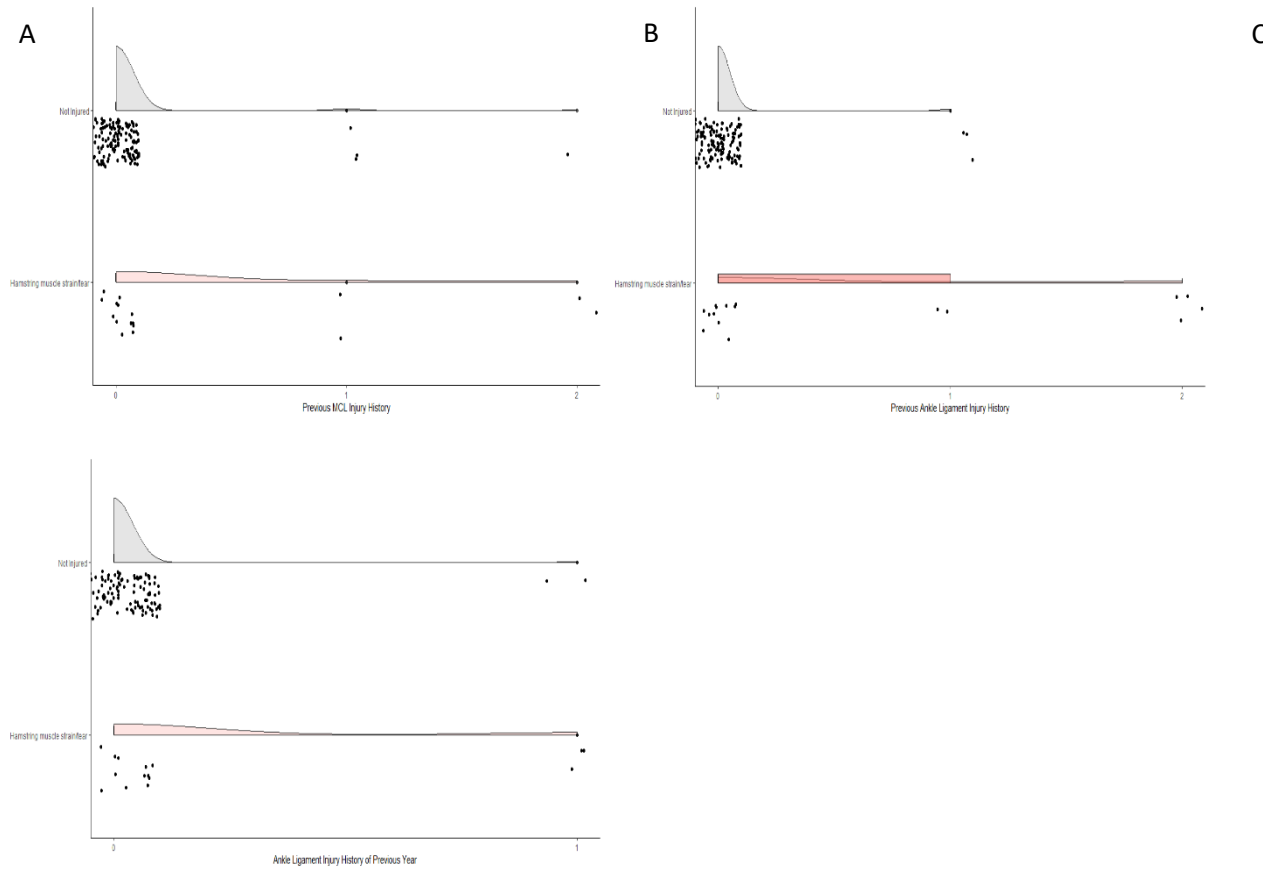 A
B
C
Not Injured
Hamstring muscle strain/tear
0
1
2
Previous MCL Injury History
Not Injured
Hamstring muscle strain/tear
0
1
2
Previous Ankle Ligament Injury History
Not Injured
Hamstring muscle strain/tear
0
1
Ankle Ligament Injury History of Previous Year